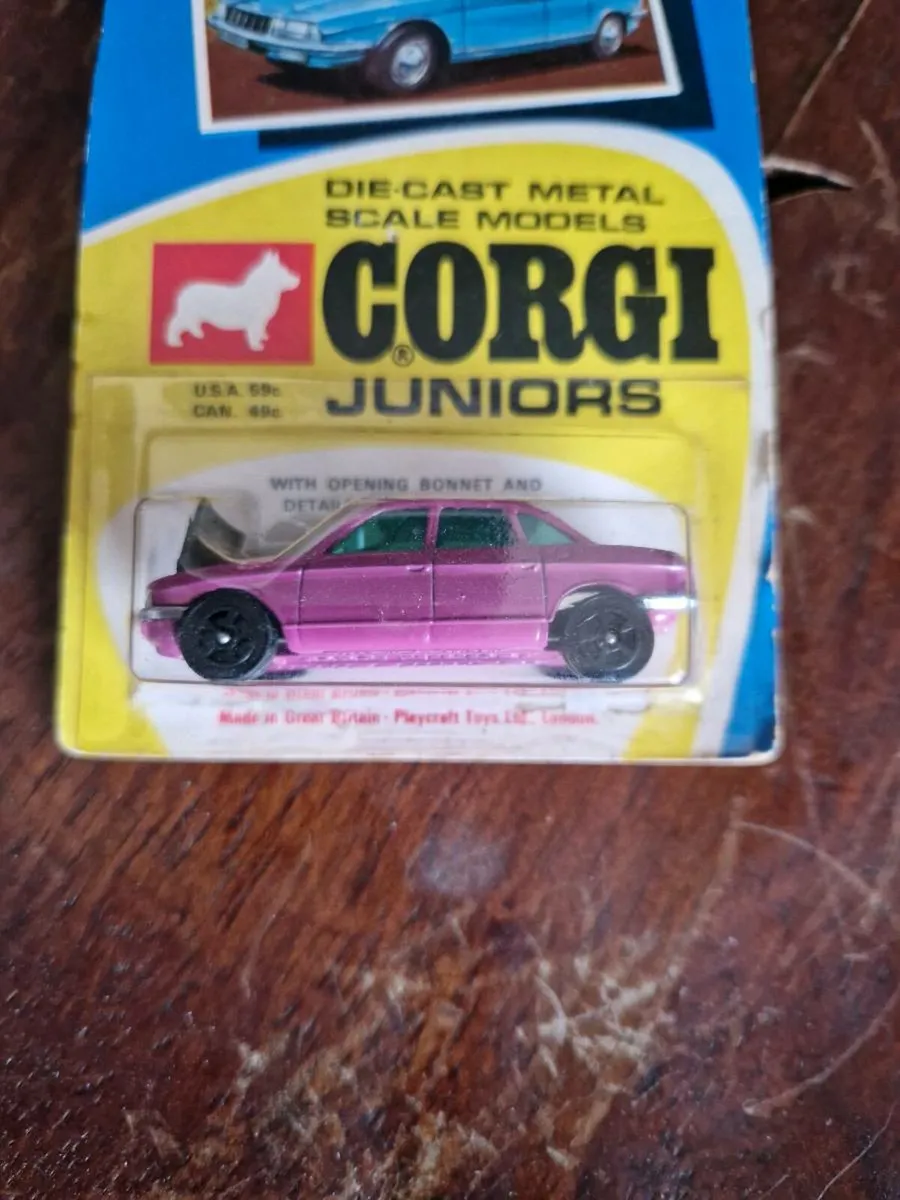 DIE-CAST METAL
SCALE MODELS
CORGI
®
JUNIORS
U.S.A. 59c.
CAN. 49c.
WITH OPENING BONNET AND
Made in Great Britain - Playcraft Toys Ltd., London.